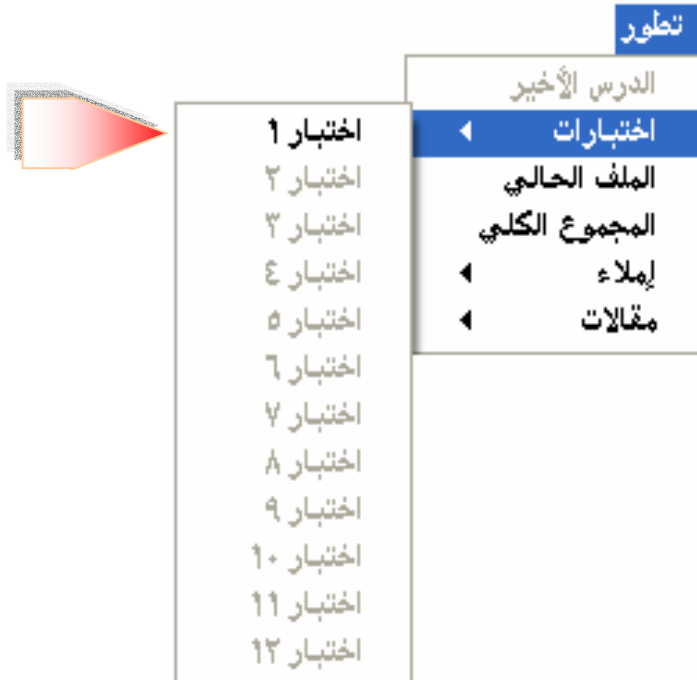 تطور
الدرس الأخير
اختبارات
الملف الحالي
المجموع الكلي
إملاء
مقالات
اختبار ١
اختبار ٢
اختبار ٣
اختبار ٤
اختبار ٥
اختبار ٦
اختبار ٧
اختبار ٨
اختبار ٩
اختبار ١٠
اختبار ١١
اختبار ١٢